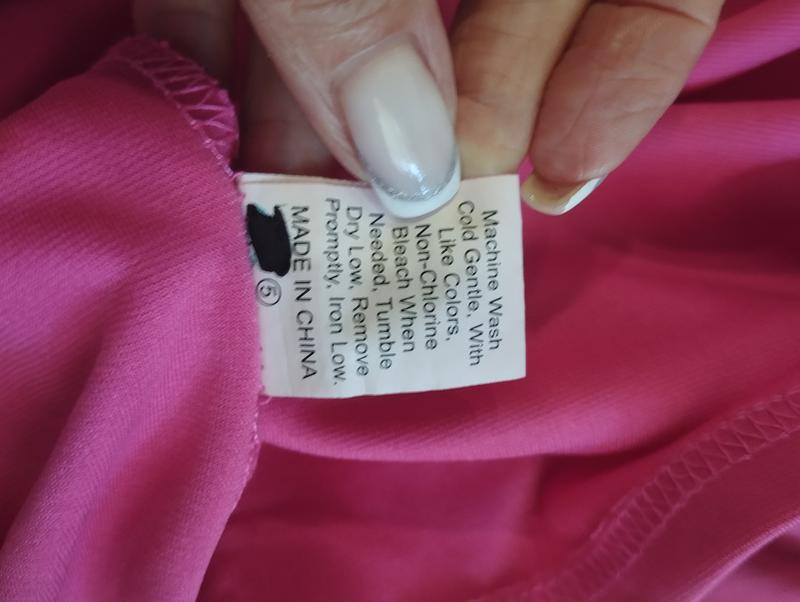 Machine Wash
Cold Gentle, With
Like Colors,
Non-Chlorine
Bleach When
Needed, Tumble
Dry Low, Remove
Promptly, Iron Low.
MADE IN CHINA
⑤